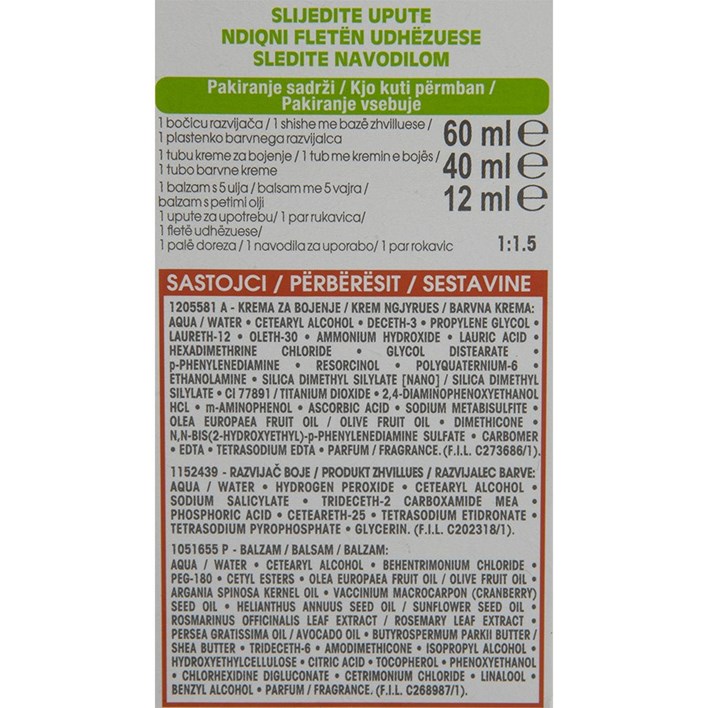 SLIJEDITE UPUTE
NDIQNI FLETËN UDHËZUESE
SLEDITE NAVODILOM
Pakiranje sadrži / Kjo kuti përmban /
Pakiranje vsebuje
1 bočicu razvijača / 1 shishe me bazë zhvilluese /
1 plastenko barvnega razvijalca
60 ml ℮
1 tubu kreme za bojenje / 1 tub me kremin e bojës /
1 tubo barvne kreme
40 ml ℮
1 balzam s 5 ulja / balsam me 5 vajra /
balzam s petimi olji
12 ml ℮
1 upute za upotrebu / 1 par rukavica /
1 fletë udhëzuese /
1 palë doreza / 1 navodila za uporabo / 1 par rokavic
1:1.5
SASTOJCI / PËRBËRËSIT / SESTAVINE
1205581 A - KREMA ZA BOJENJE / KREM NGJYRUES / BARVNA KREMA:
AQUA / WATER • CETEARYL ALCOHOL • DECETH-3 • PROPYLENE GLYCOL •
LAURETH-12 • OLETH-30 • AMMONIUM HYDROXIDE • LAURIC ACID •
HEXADIMETHRINE CHLORIDE • GLYCOL DISTEARATE •
p-PHENYLENEDIAMINE • RESORCINOL • POLYQUATERNIUM-6 •
ETHANOLAMINE • SILICA DIMETHYL SILYLATE [NANO] / SILICA DIMETHYL
SILYLATE • CI 77891 / TITANIUM DIOXIDE • 2,4-DIAMINOPHENOXYETHANOL
HCL • m-AMINOPHENOL • ASCORBIC ACID • SODIUM METABISULFITE •
OLEA EUROPAEA FRUIT OIL / OLIVE FRUIT OIL • DIMETHICONE •
N,N-BIS(2-HYDROXYETHYL)-p-PHENYLENEDIAMINE SULFATE • CARBOMER
• EDTA • TETRASODIUM EDTA • PARFUM / FRAGRANCE. (F.I.L. C273686/1).
1152439 - RAZVIJAČ BOJE / PRODUKT ZHVILLUES / RAZVIJALEC BARVE:
AQUA / WATER • HYDROGEN PEROXIDE • CETEARYL ALCOHOL •
SODIUM SALICYLATE • TRIDECETH-2 CARBOXAMIDE MEA •
PHOSPHORIC ACID • CETEARETH-25 • TETRASODIUM ETIDRONATE •
TETRASODIUM PYROPHOSPHATE • GLYCERIN. (F.I.L. C202318/1).
1051655 P - BALZAM / BALSAM / BALZAM:
AQUA / WATER • CETEARYL ALCOHOL • BEHENTRIMONIUM CHLORIDE •
PEG-180 • CETYL ESTERS • OLEA EUROPAEA FRUIT OIL / OLIVE FRUIT OIL •
ARGANIA SPINOSA KERNEL OIL • VACCINIUM MACROCARPON (CRANBERRY)
SEED OIL • HELIANTHUS ANNUUS SEED OIL / SUNFLOWER SEED OIL •
ROSMARINUS OFFICINALIS LEAF EXTRACT / ROSEMARY LEAF EXTRACT •
PERSEA GRATISSIMA OIL / AVOCADO OIL • BUTYROSPERMUM PARKII BUTTER /
SHEA BUTTER • TRIDECETH-6 • AMODIMETHICONE • ISOPROPYL ALCOHOL •
HYDROXYETHYLCELLULOSE • CITRIC ACID • TOCOPHEROL • PHENOXYETHANOL
• CHLORHEXIDINE DIGLUCONATE • CETRIMONIUM CHLORIDE • LINALOOL •
BENZYL ALCOHOL • PARFUM / FRAGRANCE. (F.I.L. C268987/1).